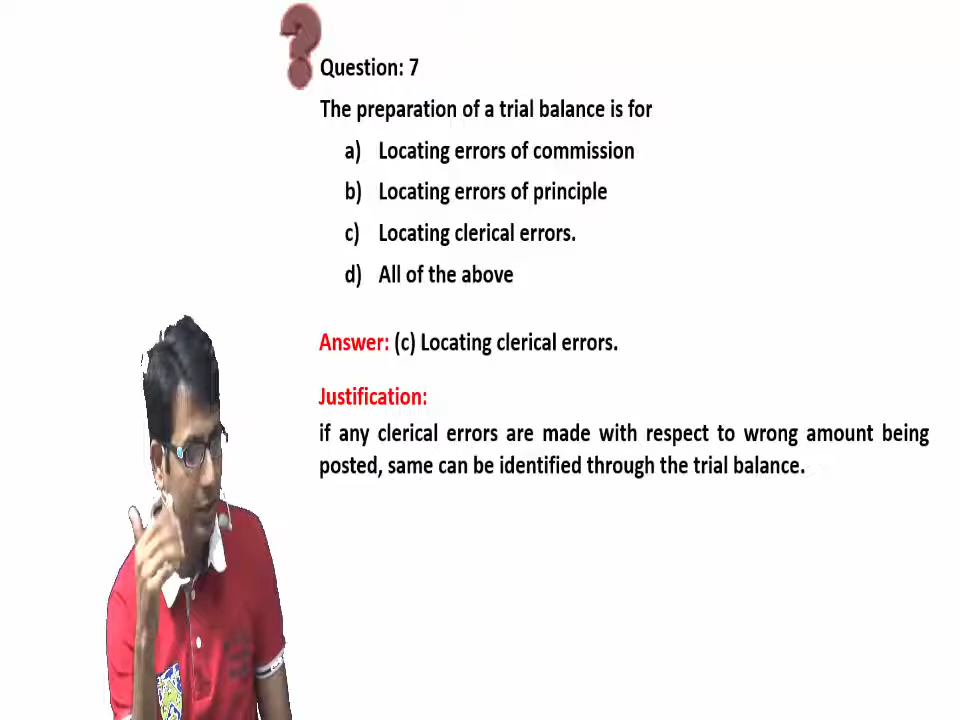 Question: 7
The preparation of a trial balance is for
a) Locating errors of commission
b) Locating errors of principle
c) Locating clerical errors.
d) All of the above
Answer: (c) Locating clerical errors.
Justification:
if any clerical errors are made with respect to wrong amount being
posted, same can be identified through the trial balance.